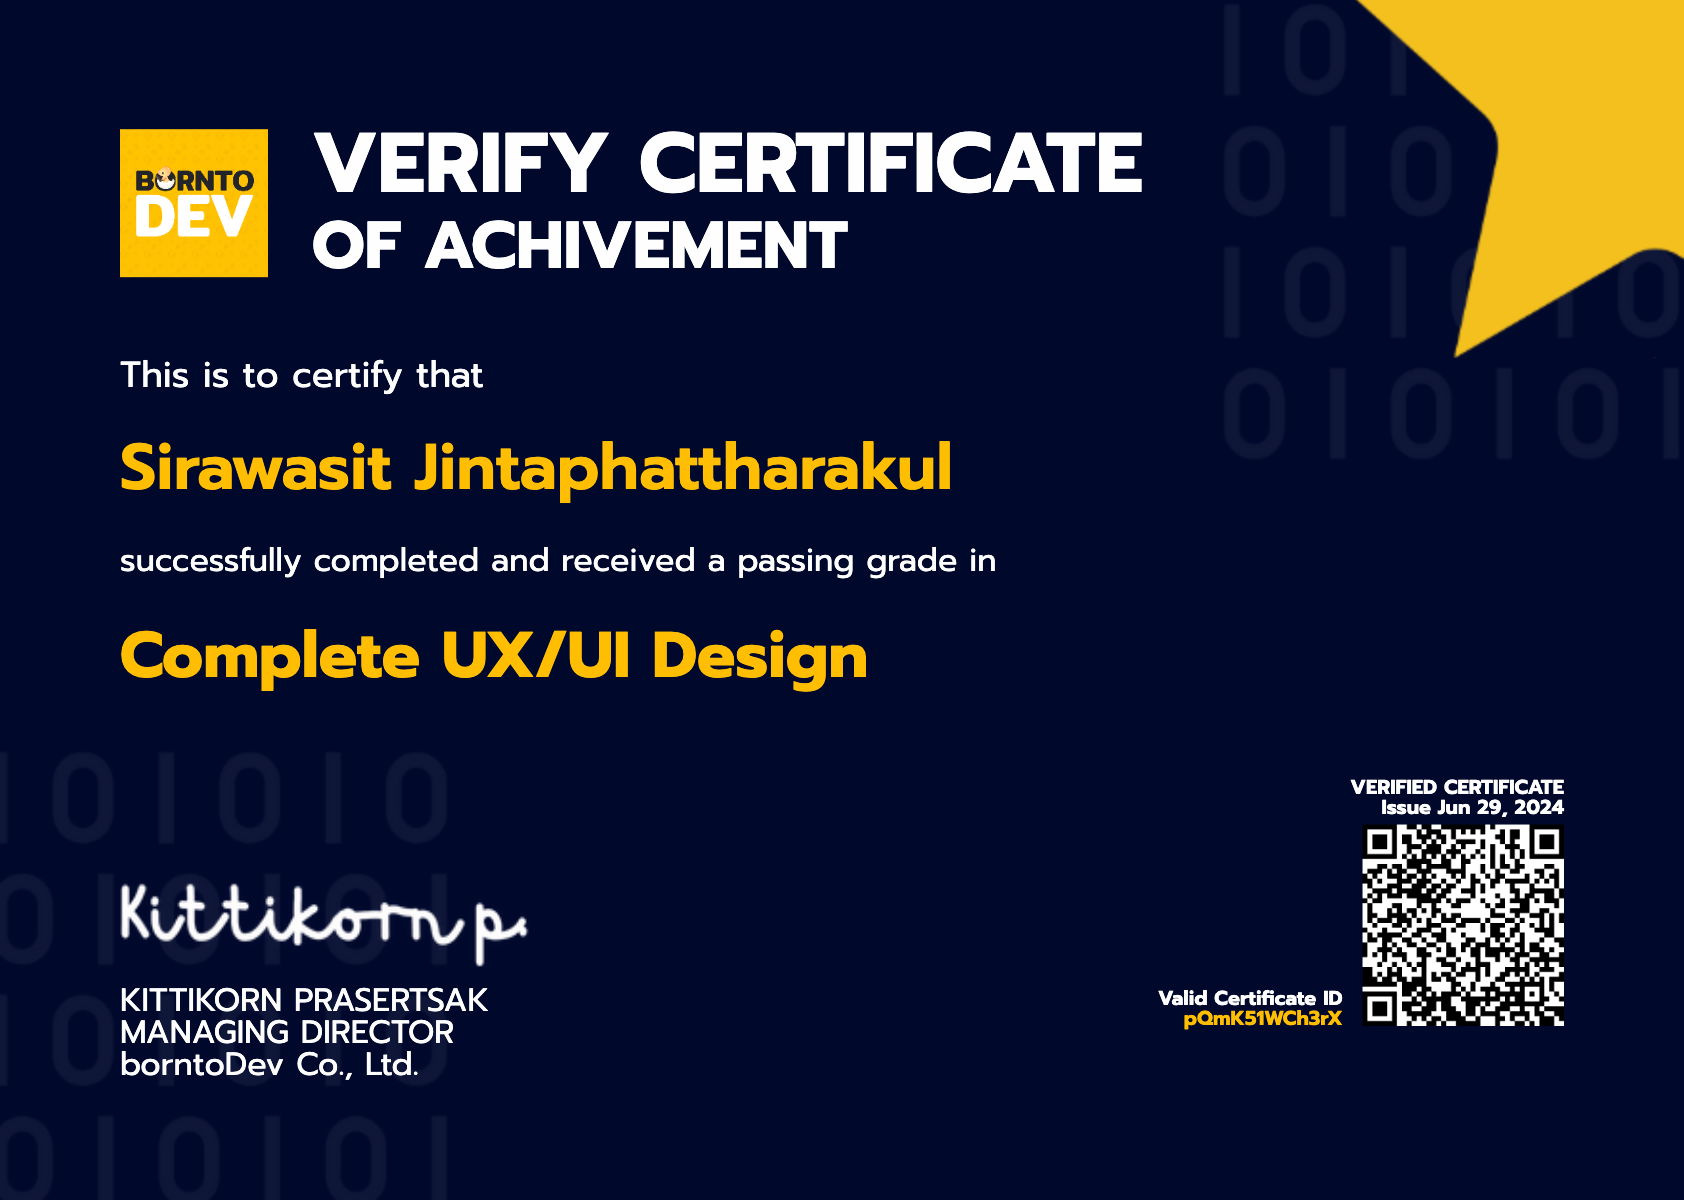 BORNTO
DEV
VERIFY CERTIFICATE
OF ACHIVEMENT
This is to certify that
Sirawasit Jintaphattharakul
successfully completed and received a passing grade in
Complete UX/UI Design
VERIFIED CERTIFICATE
Issue Jun 29, 2024
Kittikorn p.
KITTIKORN PRASERTSAK
MANAGING DIRECTOR
borntoDev Co., Ltd.
Valid Certificate ID
pQmK51WCh3rX